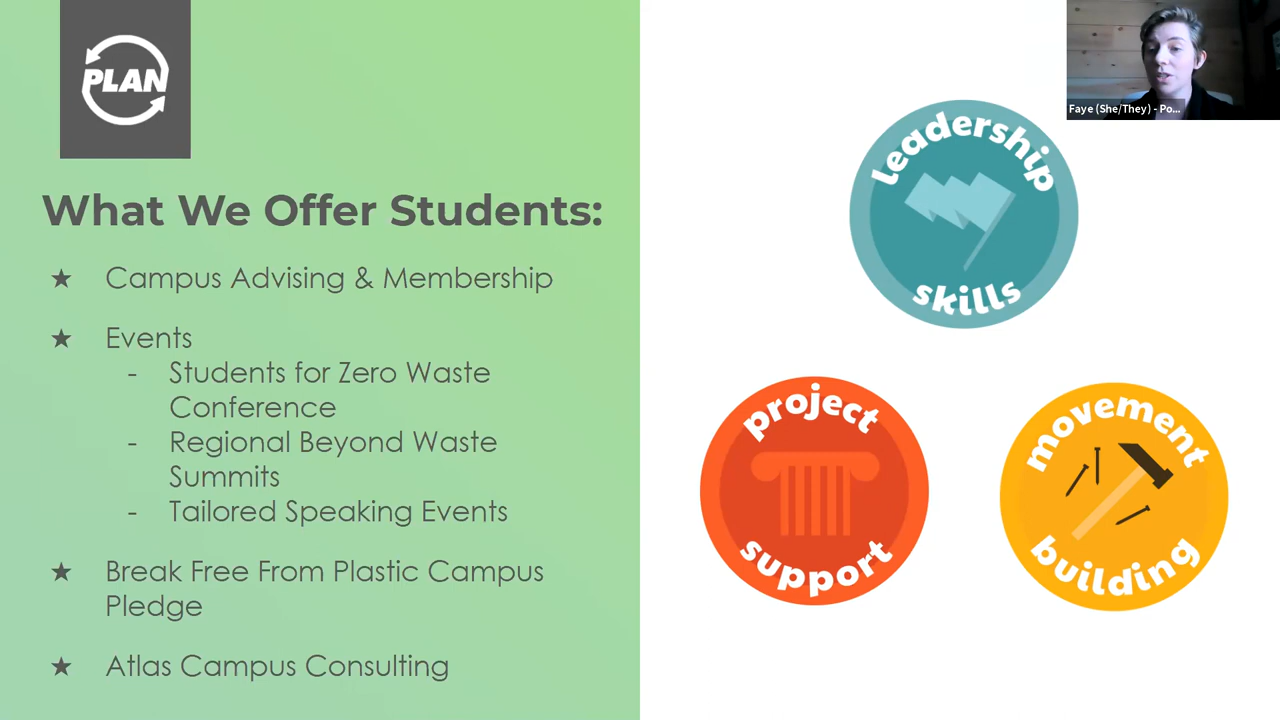 PLAN
What We Offer Students:
★ Campus Advising & Membership
★ Events
- Students for Zero Waste
Conference
- Regional Beyond Waste
Summits
- Tailored Speaking Events
★ Break Free From Plastic Campus
Pledge
★ Atlas Campus Consulting
Faye (She/They) - Po...
leadership
skills
project
support
movement
building